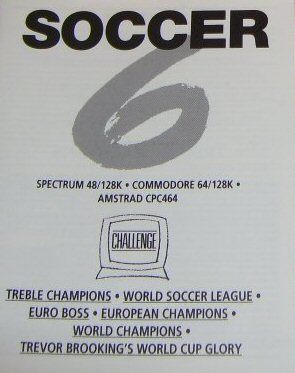 SOCCER
6
SPECTRUM 48/128K • COMMODORE 64/128K •
AMSTRAD CPC464
CHALLENGE
TREBLE CHAMPIONS • WORLD SOCCER LEAGUE •
EURO BOSS • EUROPEAN CHAMPIONS •
WORLD CHAMPIONS •
TREVOR BROOKING'S WORLD CUP GLORY